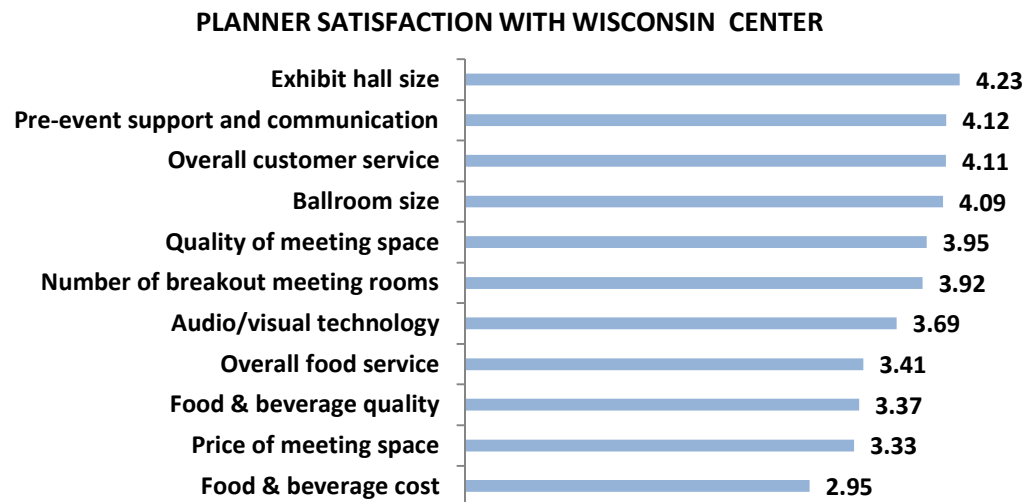 PLANNER SATISFACTION WITH WISCONSIN CENTER
Exhibit hall size 4.23
Pre-event support and communication 4.12
Overall customer service 4.11
Ballroom size 4.09
Quality of meeting space 3.95
Number of breakout meeting rooms 3.92
Audio/visual technology 3.69
Overall food service 3.41
Food & beverage quality 3.37
Price of meeting space 3.33
Food & beverage cost 2.95